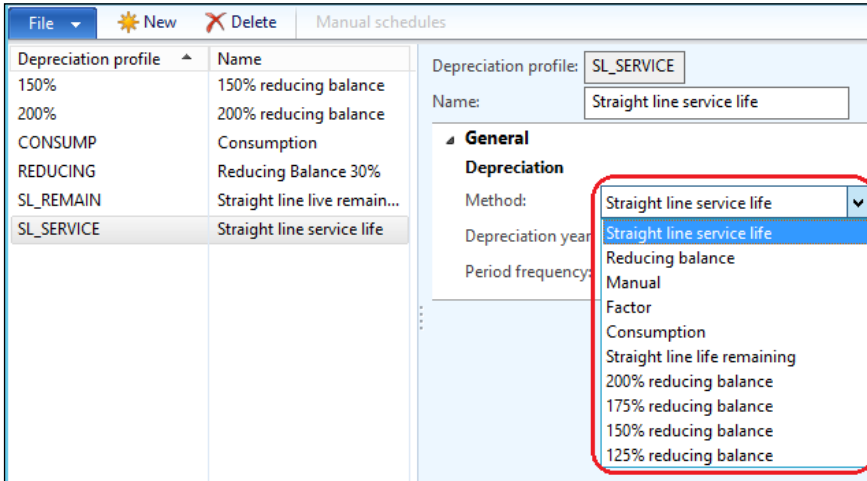 File New Delete Manual schedules
Depreciation profile Name
150% 150% reducing balance
200% 200% reducing balance
CONSUMP Consumption
REDUCING Reducing Balance 30%
SL_REMAIN Straight line live remain...
SL_SERVICE Straight line service life
Depreciation profile: SL_SERVICE
Name: Straight line service life
General
Depreciation
Method: Straight line service life
Depreciation year
Period frequency:
Straight line service life
Reducing balance
Manual
Factor
Consumption
Straight line life remaining
200% reducing balance
175% reducing balance
150% reducing balance
125% reducing balance